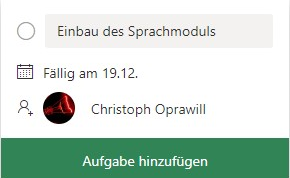 Einbau des Sprachmoduls
Fällig am 19.12.
Christoph Oprawill
Aufgabe hinzufügen